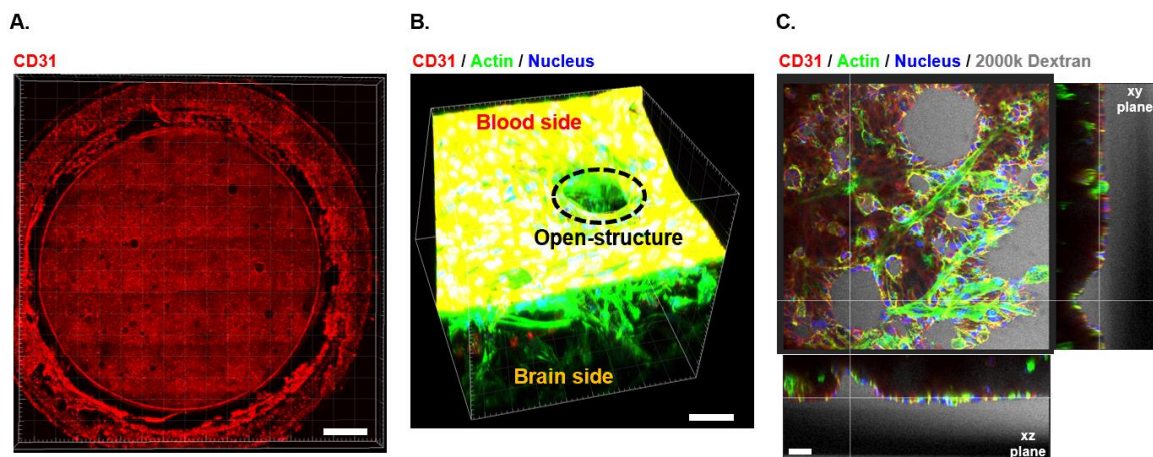 A.
CD31
B.
CD31 / Actin / Nucleus
Blood side
Open-structure
Brain side
C.
CD31 / Actin / Nucleus / 2000k Dextran
xy
plane
xz
plane